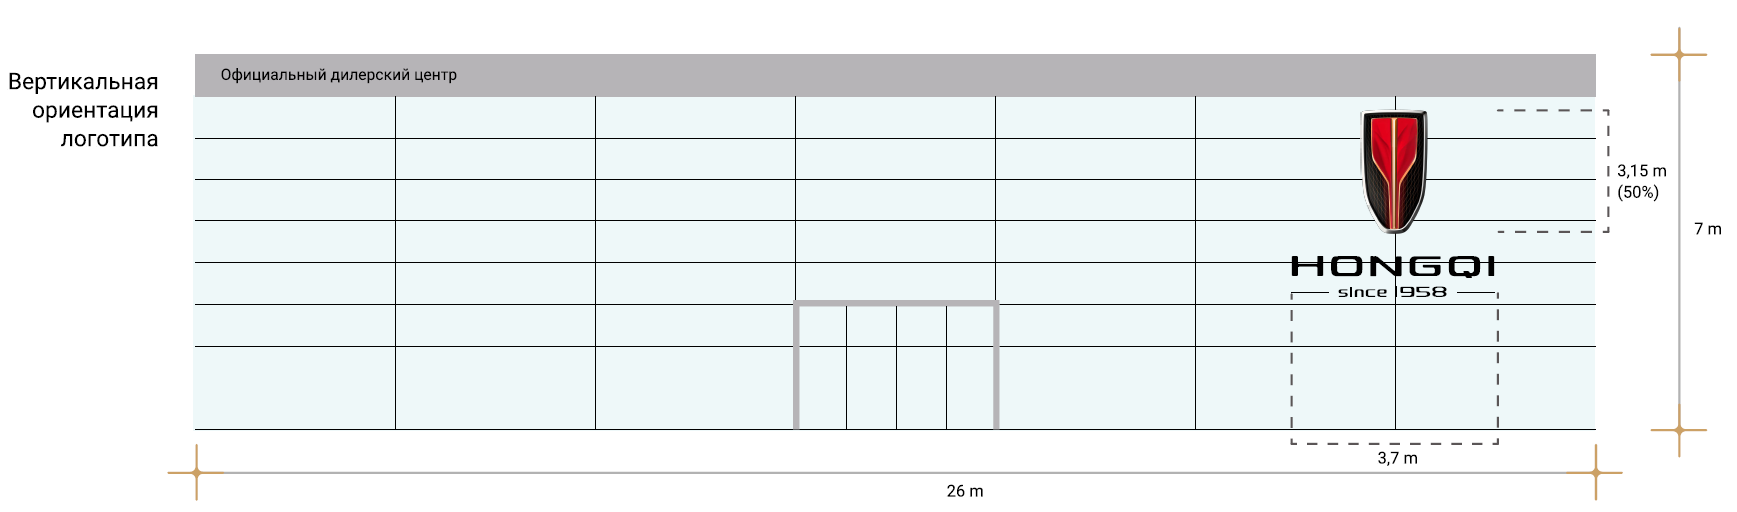 Вертикальная
ориентация
логотипа
Официальный дилерский центр
3,15 m
(50%)
7 m
HONGQI
since 1958
3,7 m
26 m